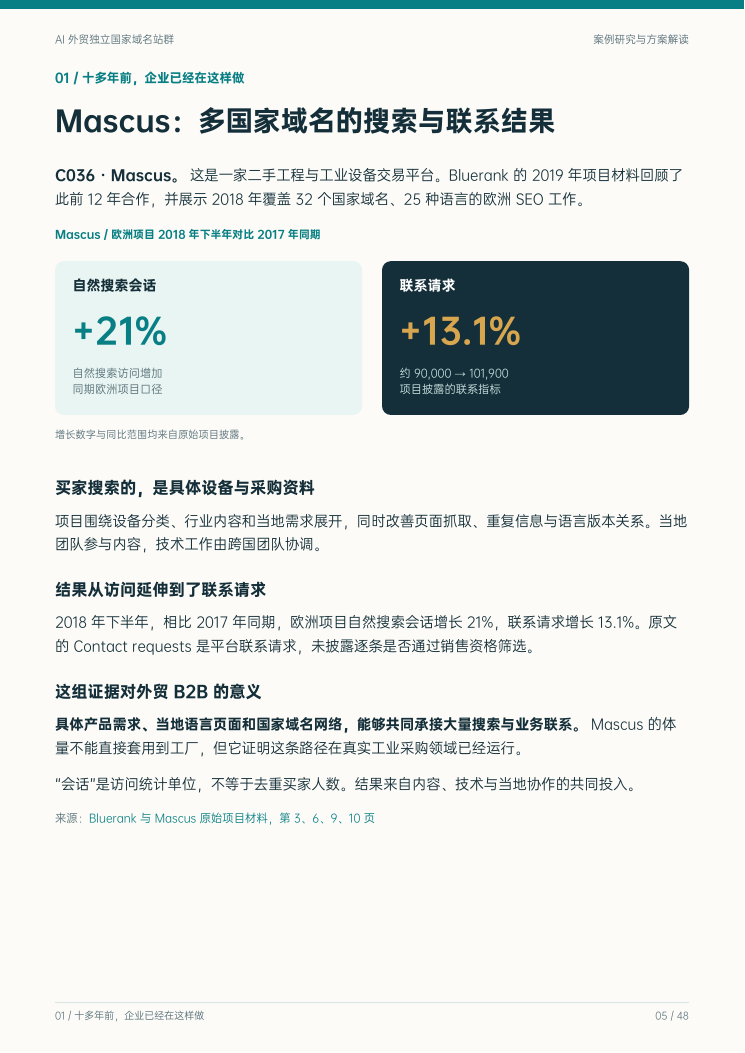 AI 外贸独立国家域名站群
案例研究与方案解读
01 / 十多年前，企业已经在这样做
Mascus：多国家域名的搜索与联系结果
C036 · Mascus。 这是一家二手工程与工业设备交易平台。Bluerank 的 2019 年项目材料回顾了
此前 12 年合作，并展示 2018 年覆盖 32 个国家域名、25 种语言的欧洲 SEO 工作。
Mascus / 欧洲项目 2018 年下半年对比 2017 年同期
自然搜索会话
+21%
自然搜索访问增加
同期欧洲项目口径
联系请求
+13.1%
约 90,000 → 101,900
项目披露的联系指标
增长数字与同比范围均来自原始项目披露。
买家搜索的，是具体设备与采购资料
项目围绕设备分类、行业内容和当地需求展开，同时改善页面抓取、重复信息与语言版本关系。当地
团队参与内容，技术工作由跨国团队协调。
结果从访问延伸到了联系请求
2018 年下半年，相比 2017 年同期，欧洲项目自然搜索会话增长 21%，联系请求增长 13.1%。原文
的 Contact requests 是平台联系请求，未披露逐条是否通过销售资格筛选。
这组证据对外贸 B2B 的意义
具体产品需求、当地语言页面和国家域名网络，能够共同承接大量搜索与业务联系。 Mascus 的体
量不能直接套用到工厂，但它证明这条路径在真实工业采购领域已经运行。
“会话”是访问统计单位，不等于去重买家人数。结果来自内容、技术与当地协作的共同投入。
来源：Bluerank 与 Mascus 原始项目材料，第 3、6、9、10 页
01 / 十多年前，企业已经在这样做
05 / 48